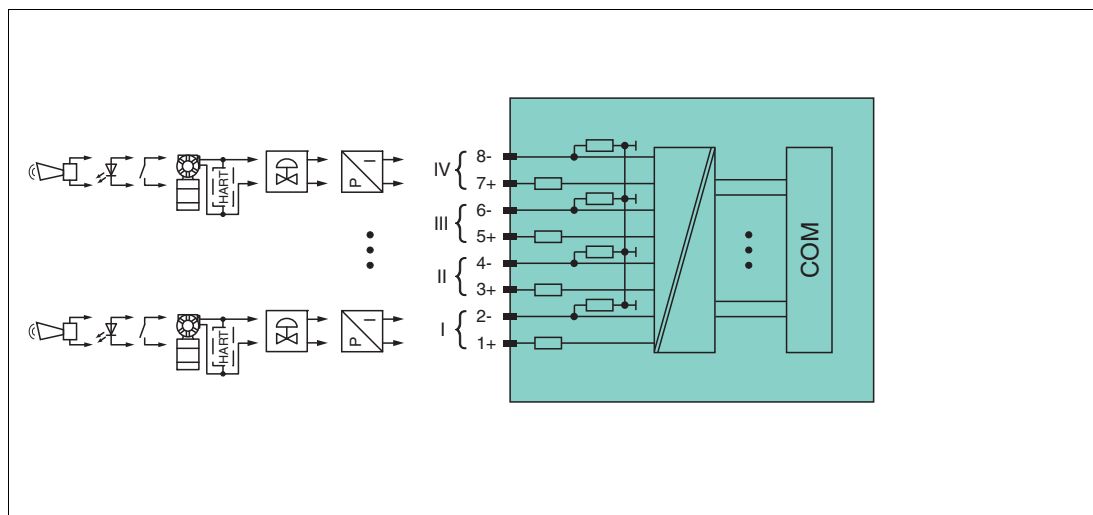 HART
P I
IV
8-
7+
III
6-
5+
II
4-
3+
I
2-
1+
HART
P I
COM